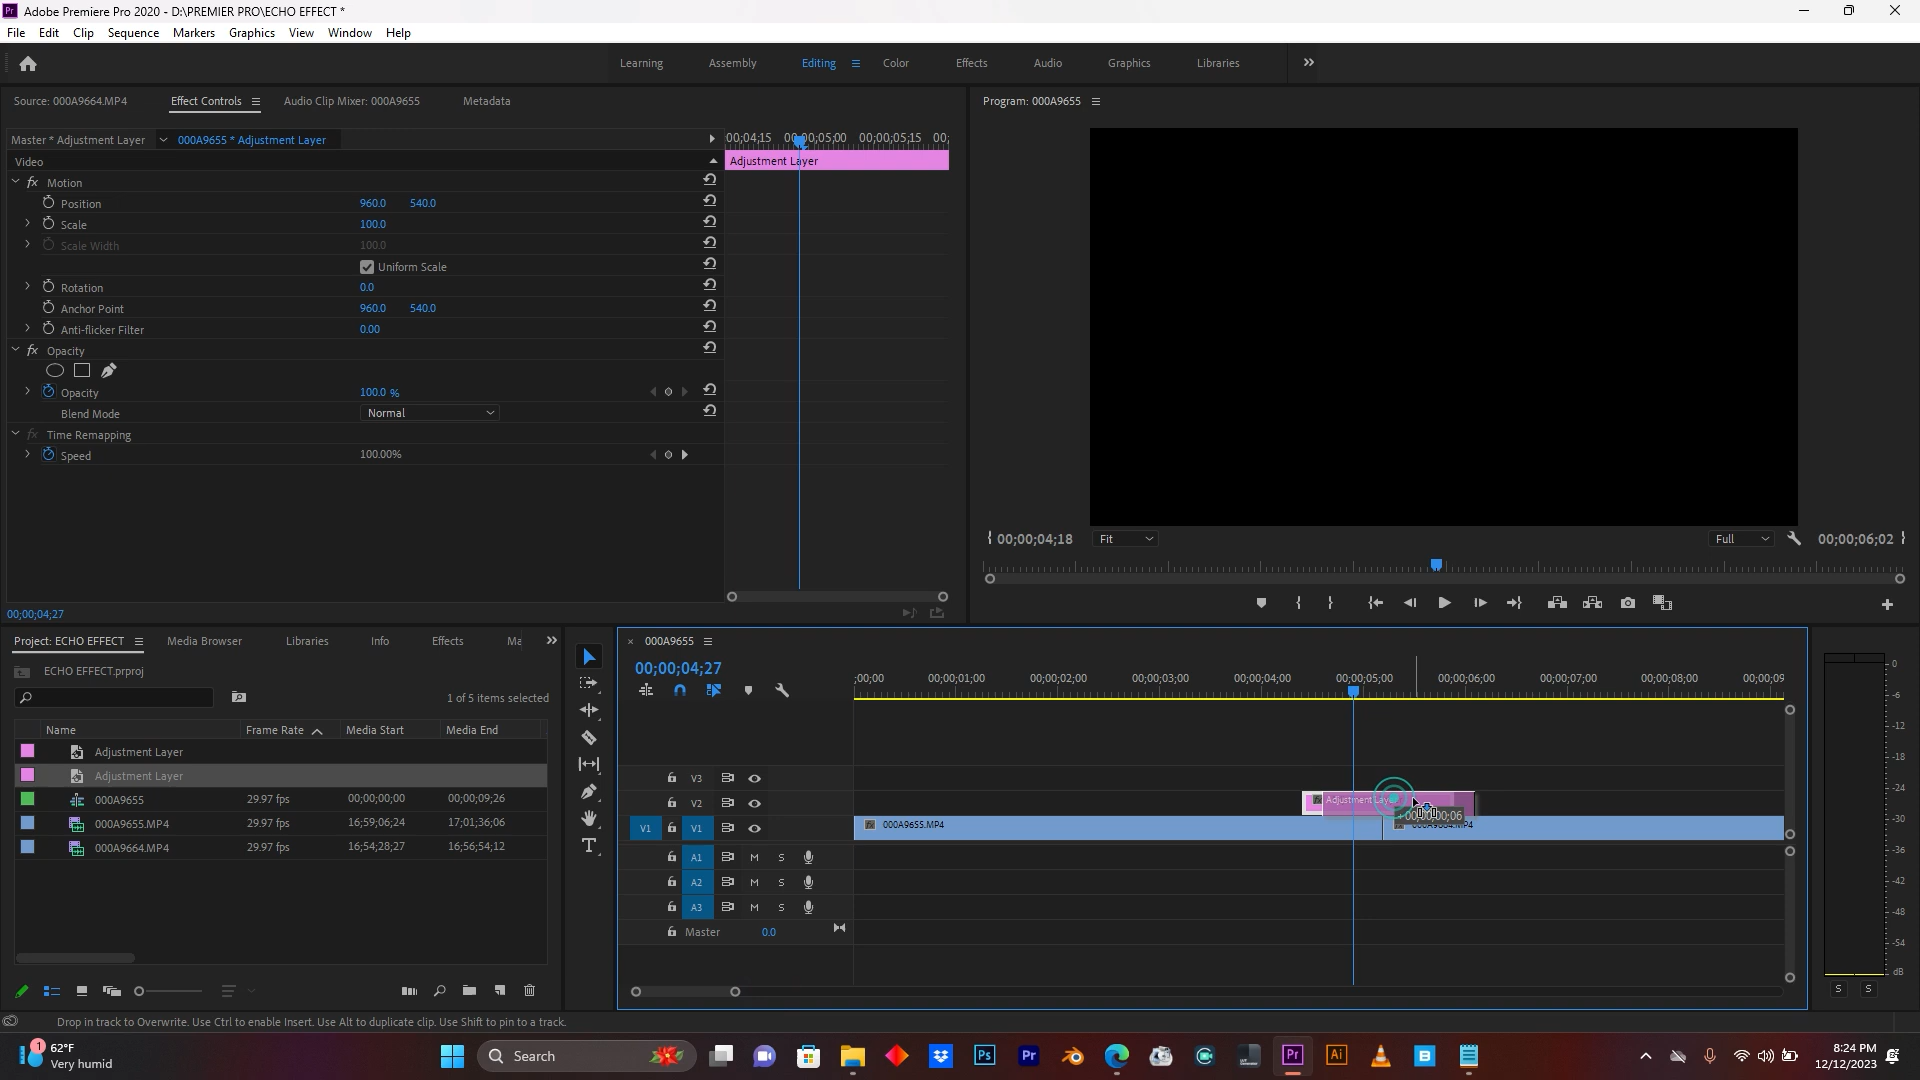 Adobe Premiere Pro 2020 - D:\PREMIER PRO\ECHO EFFECT *
File Edit Clip Sequence Markers Graphics View Window Help
Learning Assembly Editing Color Effects Audio Graphics Libraries
Source: 000A9664.MP4 Effect Controls Audio Clip Mixer: 000A9655 Metadata
Program: 000A9655
Master * Adjustment Layer 000A9655 * Adjustment Layer
00;04;15 00;00;05;00 00;00;05;15 00;
Video
Adjustment Layer
fx Motion
Position 960.0 540.0
Scale 100.0
Scale Width 100.0
Uniform Scale
Rotation 0.0
Anchor Point 960.0 540.0
Anti-flicker Filter 0.00
fx Opacity
Opacity 100.0 %
Blend Mode Normal
fx Time Remapping
Speed 100.00%
00;00;04;27
00;00;04;18 Fit Full 00;00;06;02
Project: ECHO EFFECT Media Browser Libraries Info Effects Ma
ECHO EFFECT.prproj
1 of 5 items selected
Name Frame Rate Media Start Media End
Adjustment Layer
Adjustment Layer
000A9655 29.97 fps 00;00;00;00 00;00;09;26
000A9655.MP4 29.97 fps 16;59;06;24 17;01;36;06
000A9664.MP4 29.97 fps 16;54;28;27 16;56;54;12
× 000A9655
00;00;04;27
;00;00 00;00;01;00 00;00;02;00 00;00;03;00 00;00;04;00 00;00;05;00 00;00;06;00 00;00;07;00 00;00;08;00 00;00;09
V3
V2 Adjustment Lay
+00;00;00;06
V1 V1 fx 000A9655.MP4
A1 M S
A2 M S
A3 M S
Master 0.0
0
-6
-12
-18
-24
-30
-36
-42
-48
-54
dB
S S
Drop in track to Overwrite. Use Ctrl to enable Insert. Use Alt to duplicate clip. Use Shift to pin to a track.
1
62°F
Very humid
Search
Ps Pr Pr Ai B
8:24 PM
12/12/2023